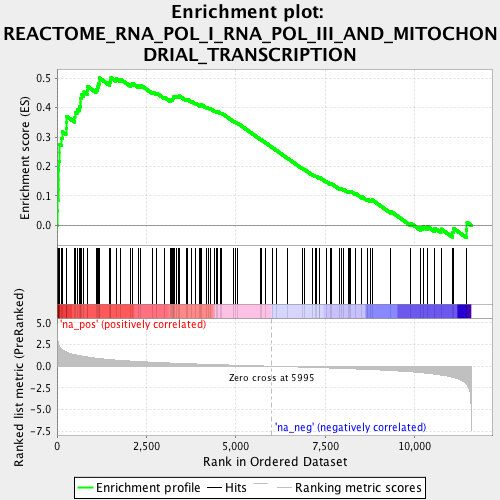 Enrichment plot:
REACTOME_RNA_POL_I_RNA_POL_III_AND_MITOCHON
DRIAL_TRANSCRIPTION
Enrichment score (ES)
0.5
0.4
0.3
0.2
0.1
0.0
Ranked list metric (PreRanked)
5.0
2.5
0.0
-2.5
-5.0
-7.5
'na_pos' (positively correlated)
Zero cross at 5995
'na_neg' (negatively correlated)
0
2,500
5,000
7,500
10,000
Rank in Ordered Dataset
Enrichment profile
Hits
Ranking metric scores